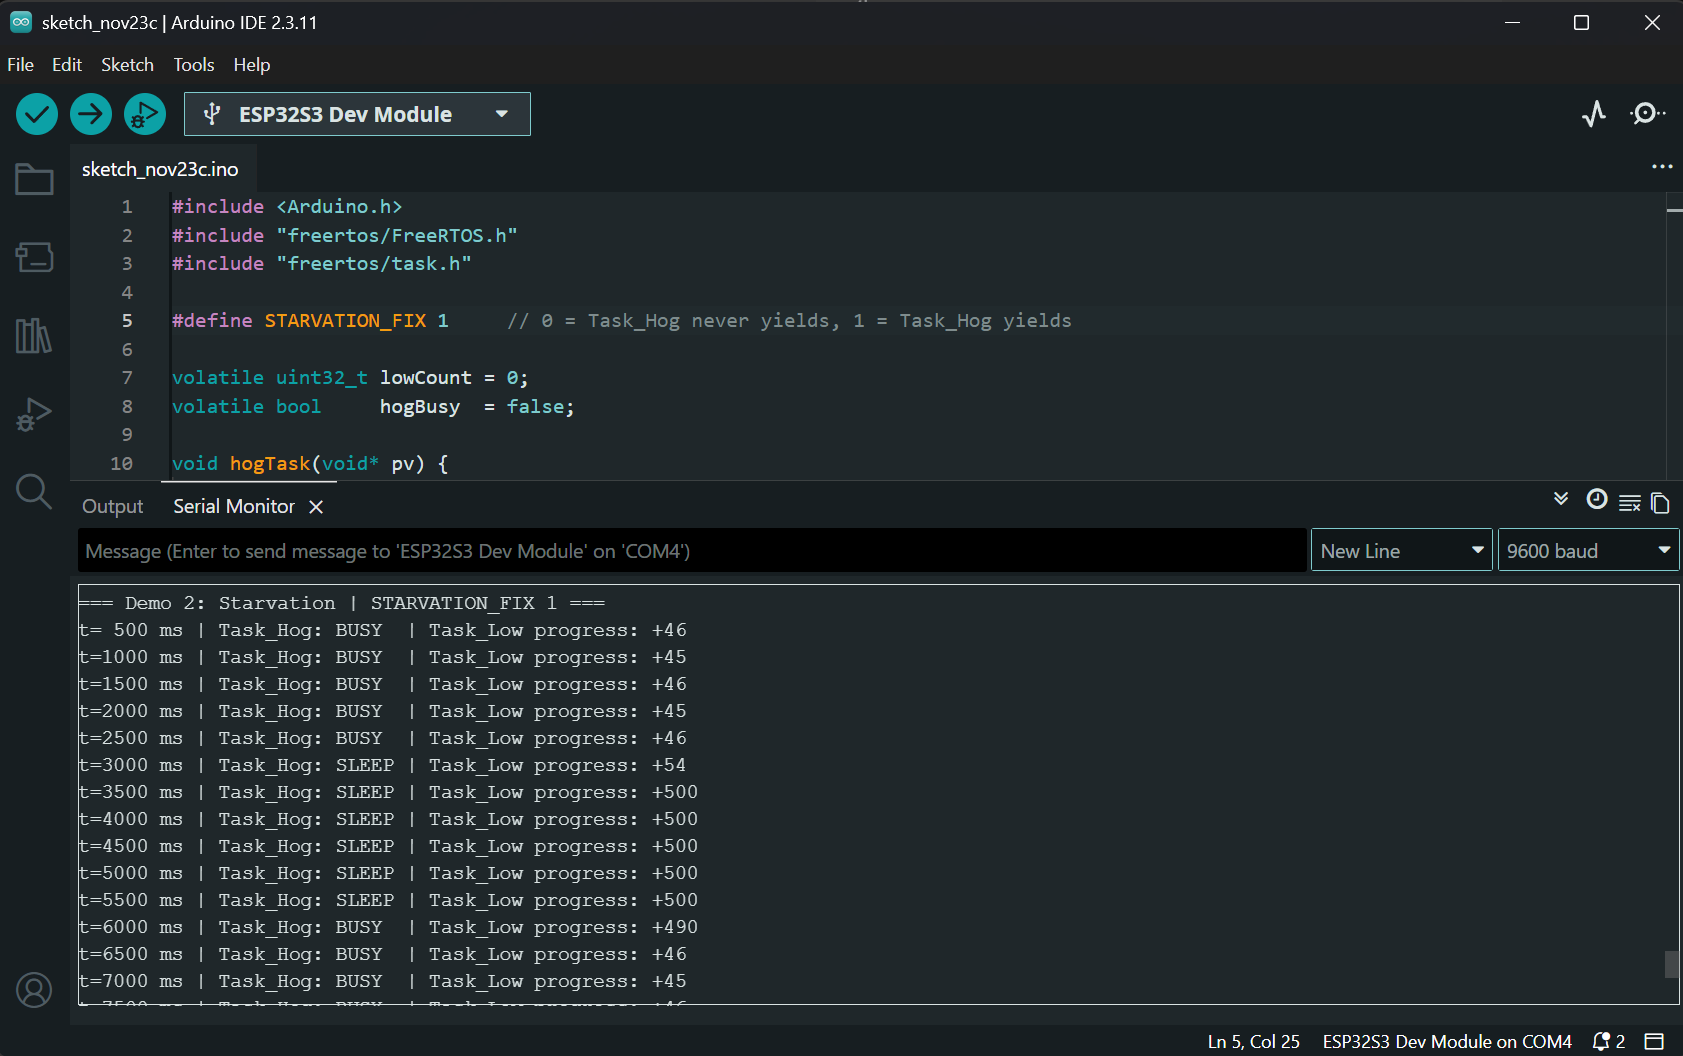 sketch_nov23c | Arduino IDE 2.3.11
File Edit Sketch Tools Help
ESP32S3 Dev Module
sketch_nov23c.ino
1 #include <Arduino.h>
2 #include "freertos/FreeRTOS.h"
3 #include "freertos/task.h"
4
5 #define STARVATION_FIX 1     // 0 = Task_Hog never yields, 1 = Task_Hog yields
6
7 volatile uint32_t lowCount = 0;
8 volatile bool     hogBusy  = false;
9
10 void hogTask(void* pv) {
Output Serial Monitor
Message (Enter to send message to 'ESP32S3 Dev Module' on 'COM4') New Line 9600 baud
=== Demo 2: Starvation | STARVATION_FIX 1 ===
t= 500 ms | Task_Hog: BUSY  | Task_Low progress: +46
t=1000 ms | Task_Hog: BUSY  | Task_Low progress: +45
t=1500 ms | Task_Hog: BUSY  | Task_Low progress: +46
t=2000 ms | Task_Hog: BUSY  | Task_Low progress: +45
t=2500 ms | Task_Hog: BUSY  | Task_Low progress: +46
t=3000 ms | Task_Hog: SLEEP | Task_Low progress: +54
t=3500 ms | Task_Hog: SLEEP | Task_Low progress: +500
t=4000 ms | Task_Hog: SLEEP | Task_Low progress: +500
t=4500 ms | Task_Hog: SLEEP | Task_Low progress: +500
t=5000 ms | Task_Hog: SLEEP | Task_Low progress: +500
t=5500 ms | Task_Hog: SLEEP | Task_Low progress: +500
t=6000 ms | Task_Hog: BUSY  | Task_Low progress: +490
t=6500 ms | Task_Hog: BUSY  | Task_Low progress: +46
t=7000 ms | Task_Hog: BUSY  | Task_Low progress: +45
Ln 5, Col 25 ESP32S3 Dev Module on COM4 2